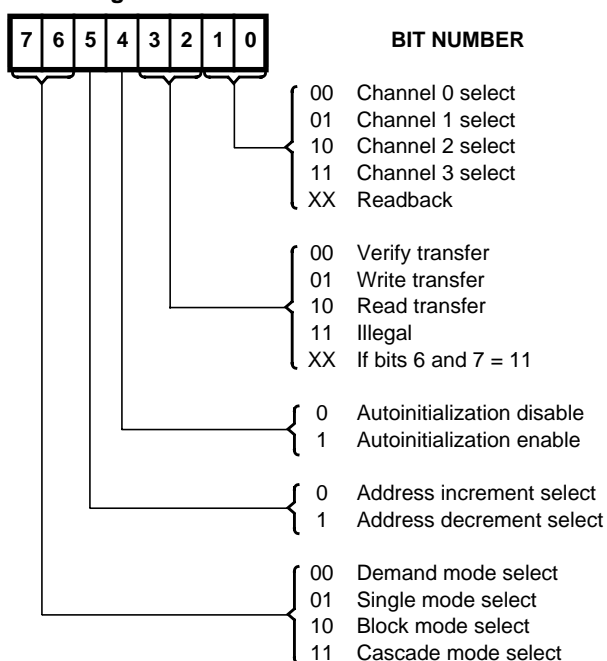 7 6 5 4 3 2 1 0 BIT NUMBER
00 Channel 0 select
01 Channel 1 select
10 Channel 2 select
11 Channel 3 select
XX Readback
00 Verify transfer
01 Write transfer
10 Read transfer
11 Illegal
XX If bits 6 and 7 = 11
0 Autoinitialization disable
1 Autoinitialization enable
0 Address increment select
1 Address decrement select
00 Demand mode select
01 Single mode select
10 Block mode select
11 Cascade mode select